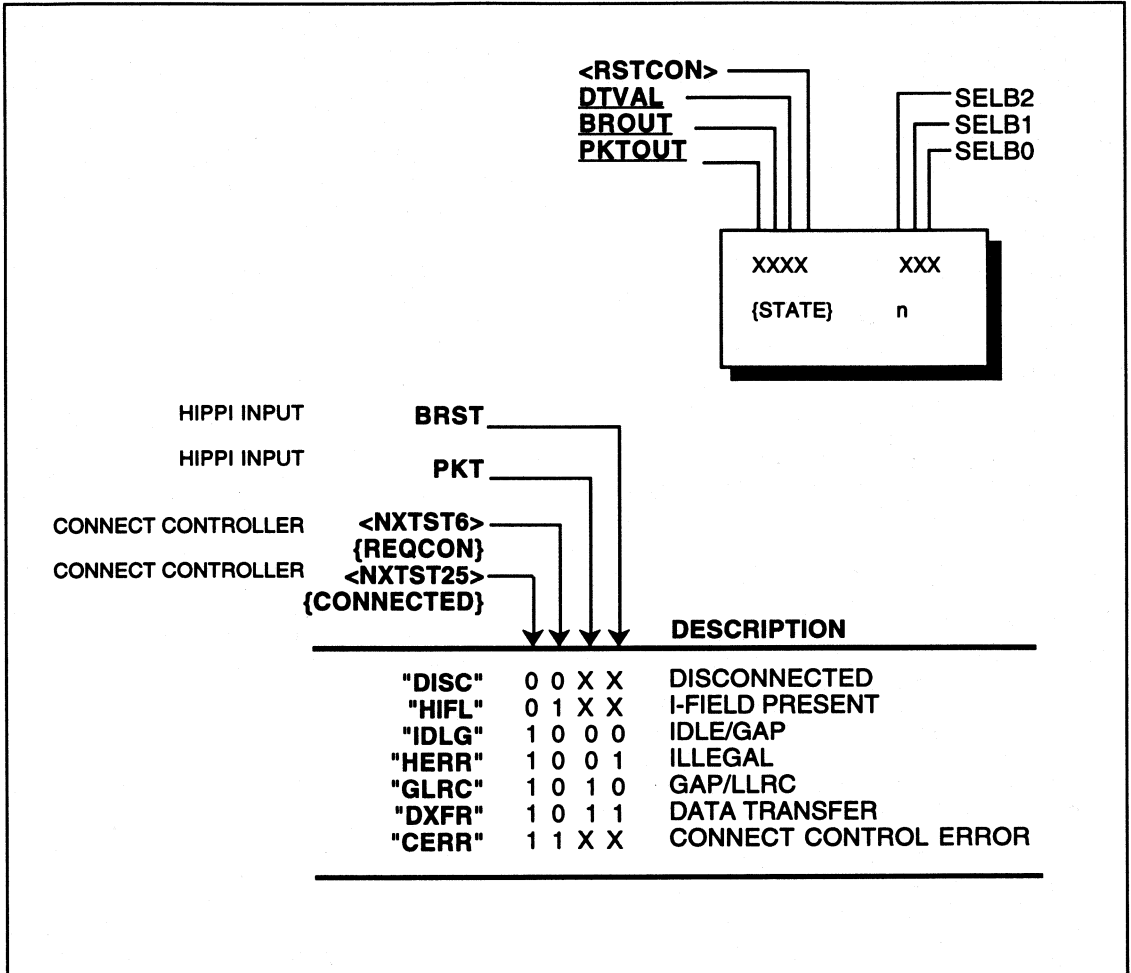 <RSTCON>
DTVAL
BROUT
PKTOUT
SELB2
SELB1
SELB0
XXXX XXX
{STATE} n
HIPPI INPUT BRST
HIPPI INPUT PKT
CONNECT CONTROLLER <NXTST6>
{REQCON}
CONNECT CONTROLLER <NXTST25>
{CONNECTED}
DESCRIPTION
"DISC" 0 0 X X DISCONNECTED
"HIFL" 0 1 X X I-FIELD PRESENT
"IDLG" 1 0 0 0 IDLE/GAP
"HERR" 1 0 0 1 ILLEGAL
"GLRC" 1 0 1 0 GAP/LLRC
"DXFR" 1 0 1 1 DATA TRANSFER
"CERR" 1 1 X X CONNECT CONTROL ERROR